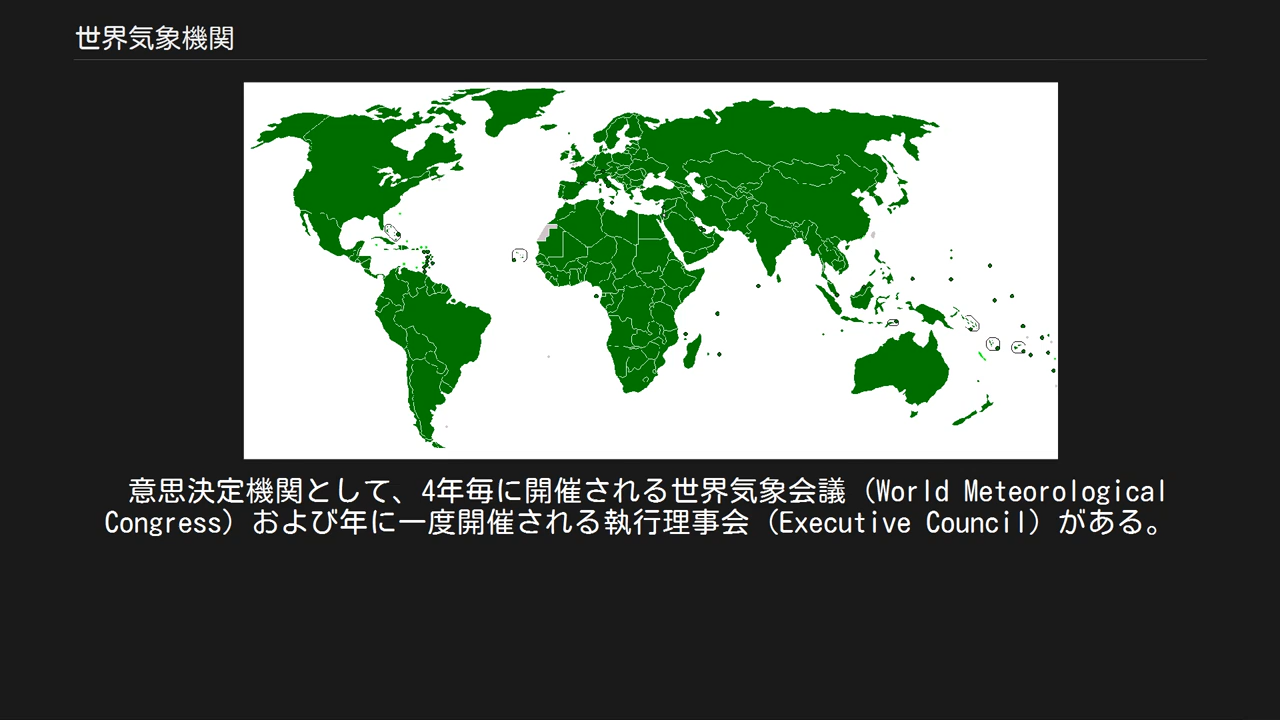 世界気象機関
意思決定機関として、4年毎に開催される世界気象会議（World Meteorological
Congress）および年に一度開催される執行理事会（Executive Council）がある。